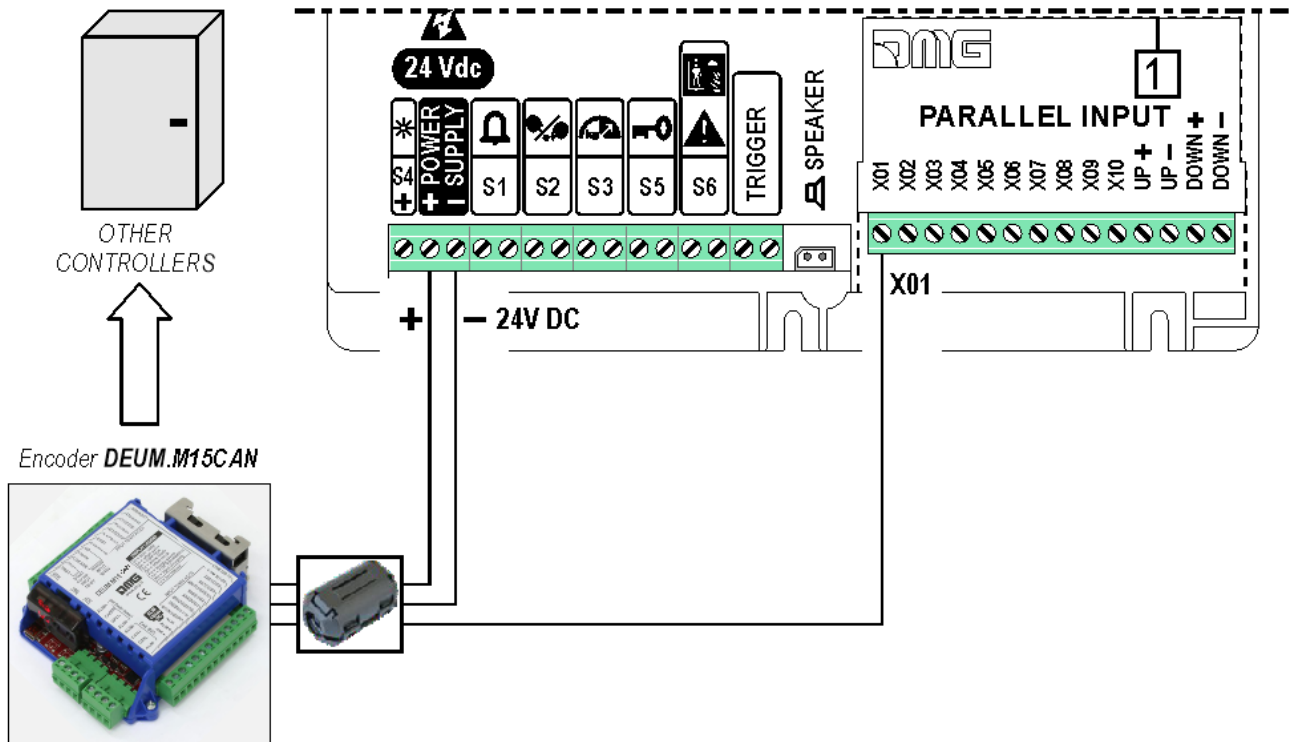 24 Vdc
S4
+
+ POWER
– SUPPLY
S1
S2
S3
S5
S6
TRIGGER
SPEAKER
DMG
1
PARALLEL INPUT
X01
X02
X03
X04
X05
X06
X07
X08
X09
X10
UP +
UP –
DOWN +
DOWN –
X01
+
– 24V DC
OTHER
CONTROLLERS
Encoder DEUM.M15CAN
DMG
CE